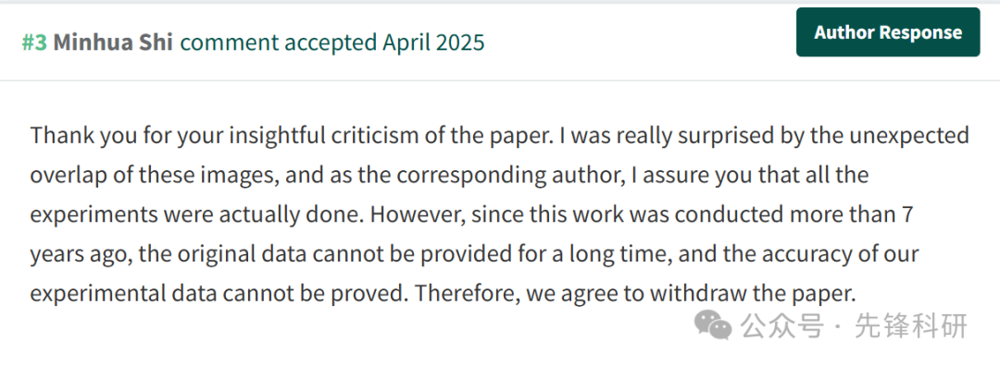 #3 Minhua Shi comment accepted April 2025
Author Response
Thank you for your insightful criticism of the paper. I was really surprised by the unexpected
overlap of these images, and as the corresponding author, I assure you that all the
experiments were actually done. However, since this work was conducted more than 7
years ago, the original data cannot be provided for a long time, and the accuracy of our
experimental data cannot be proved. Therefore, we agree to withdraw the paper.
公众号 · 先锋科研